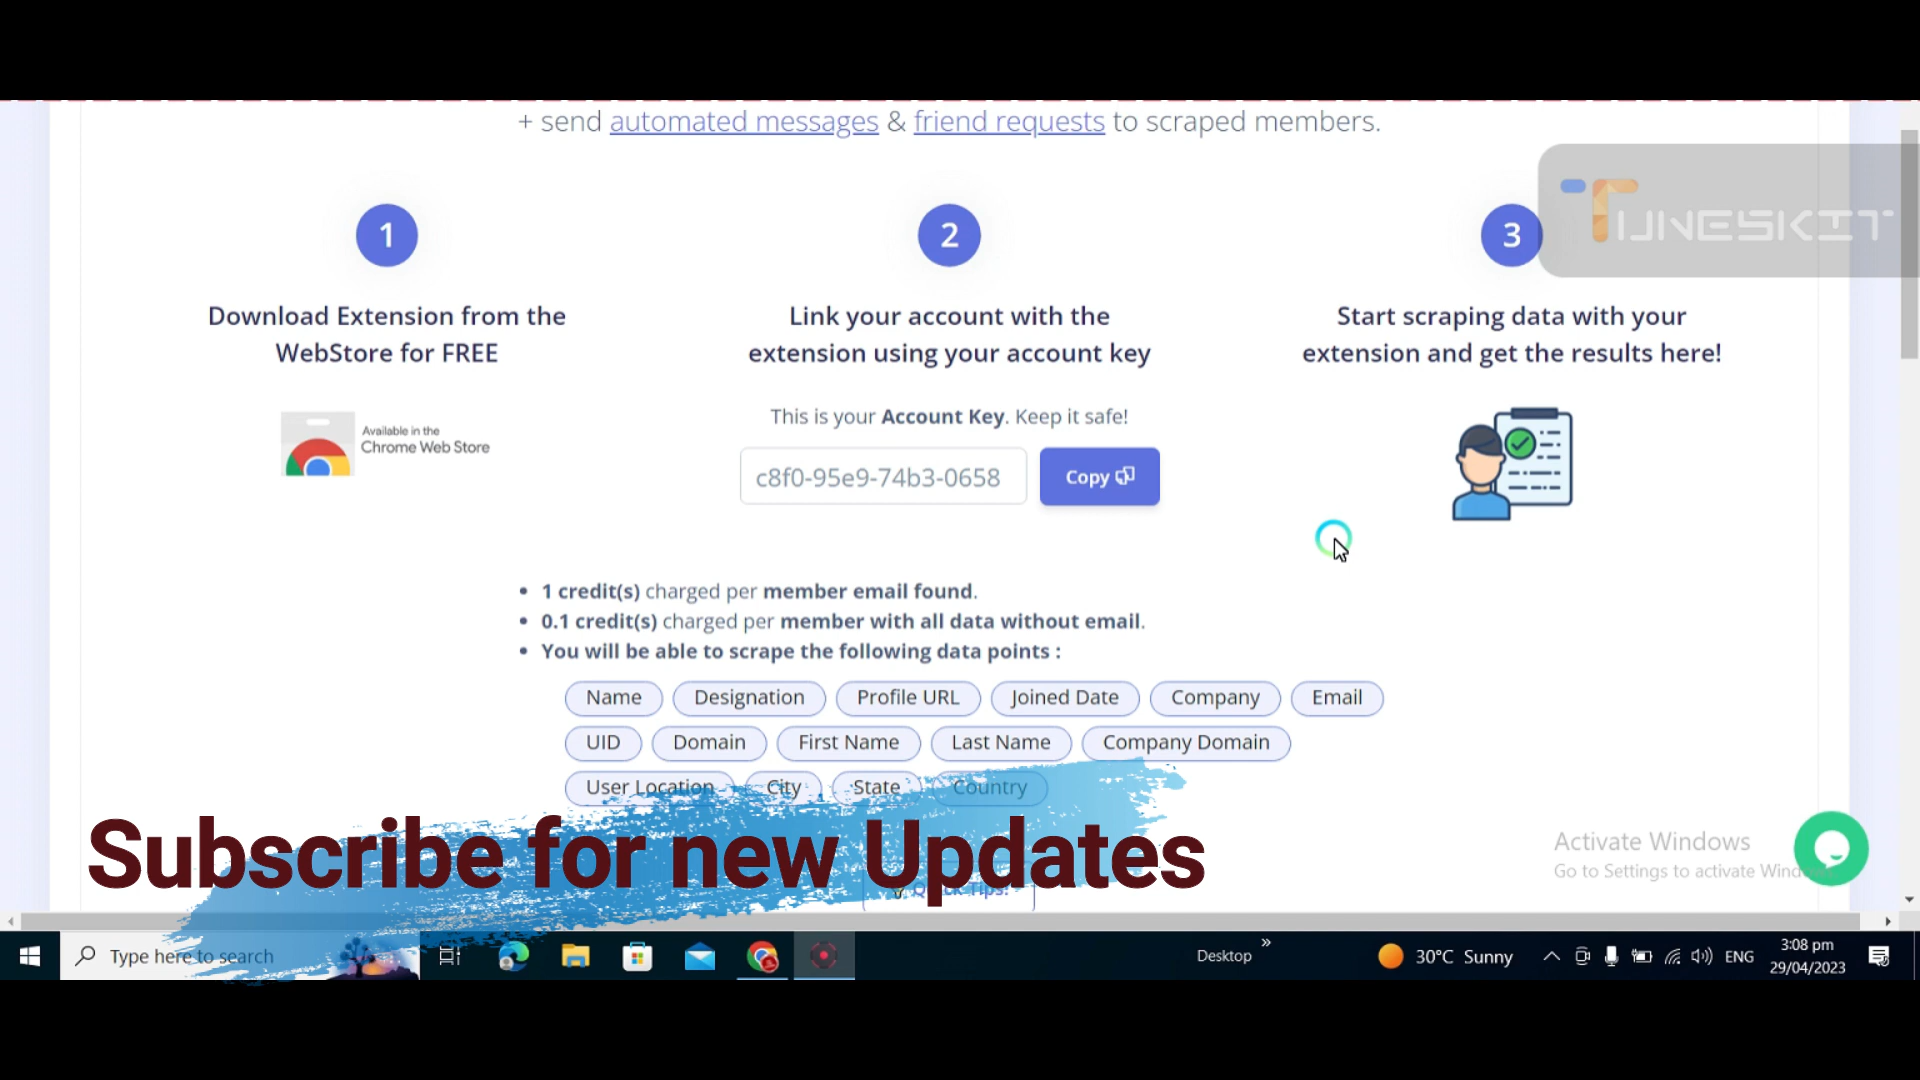 + send automated messages & friend requests to scraped members.
TUNESKIT
1
2
3
Download Extension from the
WebStore for FREE
Link your account with the
extension using your account key
Start scraping data with your
extension and get the results here!
Available in the
Chrome Web Store
This is your Account Key. Keep it safe!
c8f0-95e9-74b3-0658
Copy
• 1 credit(s) charged per member email found.
• 0.1 credit(s) charged per member with all data without email.
• You will be able to scrape the following data points :
Name Designation Profile URL Joined Date Company Email
UID Domain First Name Last Name Company Domain
User Location City State Country
Subscribe for new Updates
Quick Tips!
Activate Windows
Go to Settings to activate Wind
Type here to search
Desktop
30°C Sunny
ENG
3:08 pm
29/04/2023